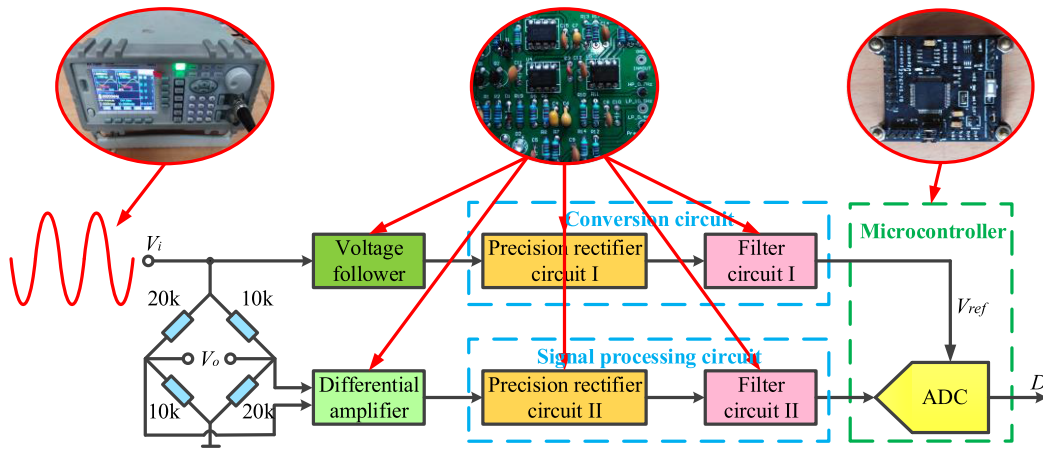 Conversion circuit
Microcontroller
Vi
Voltage
follower
Precision rectifier
circuit I
Filter
circuit I
20k
10k
Vref
Vo
Signal processing circuit
10k
20k
Differential
amplifier
Precision rectifier
circuit II
Filter
circuit II
ADC
D